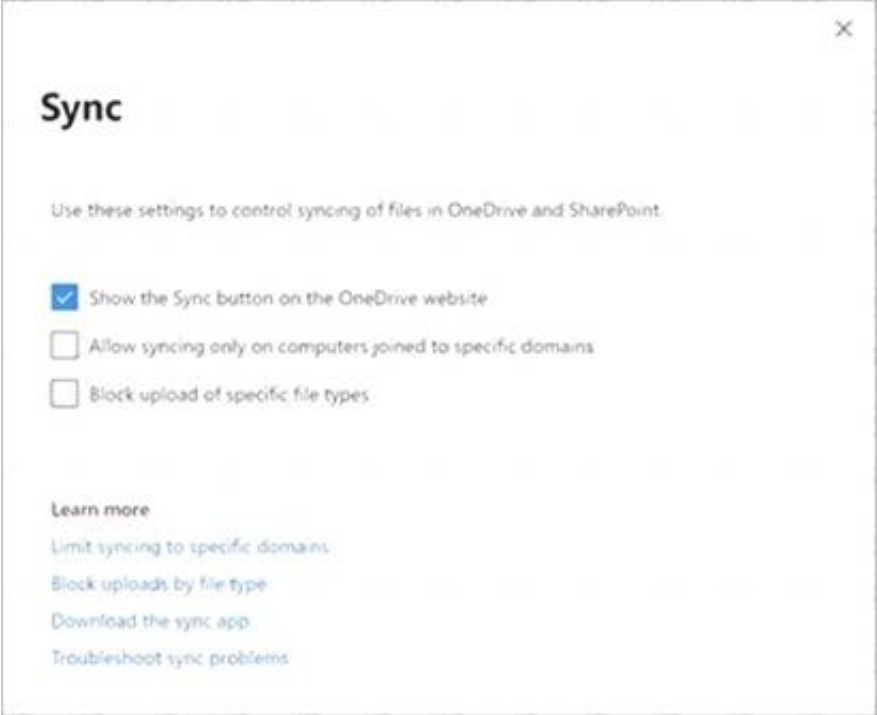 Sync
Use these settings to control syncing of files in OneDrive and SharePoint.
Show the Sync button on the OneDrive website
Allow syncing only on computers joined to specific domains
Block upload of specific file types
Learn more
Limit syncing to specific domains
Block uploads by file type
Download the sync app
Troubleshoot sync problems